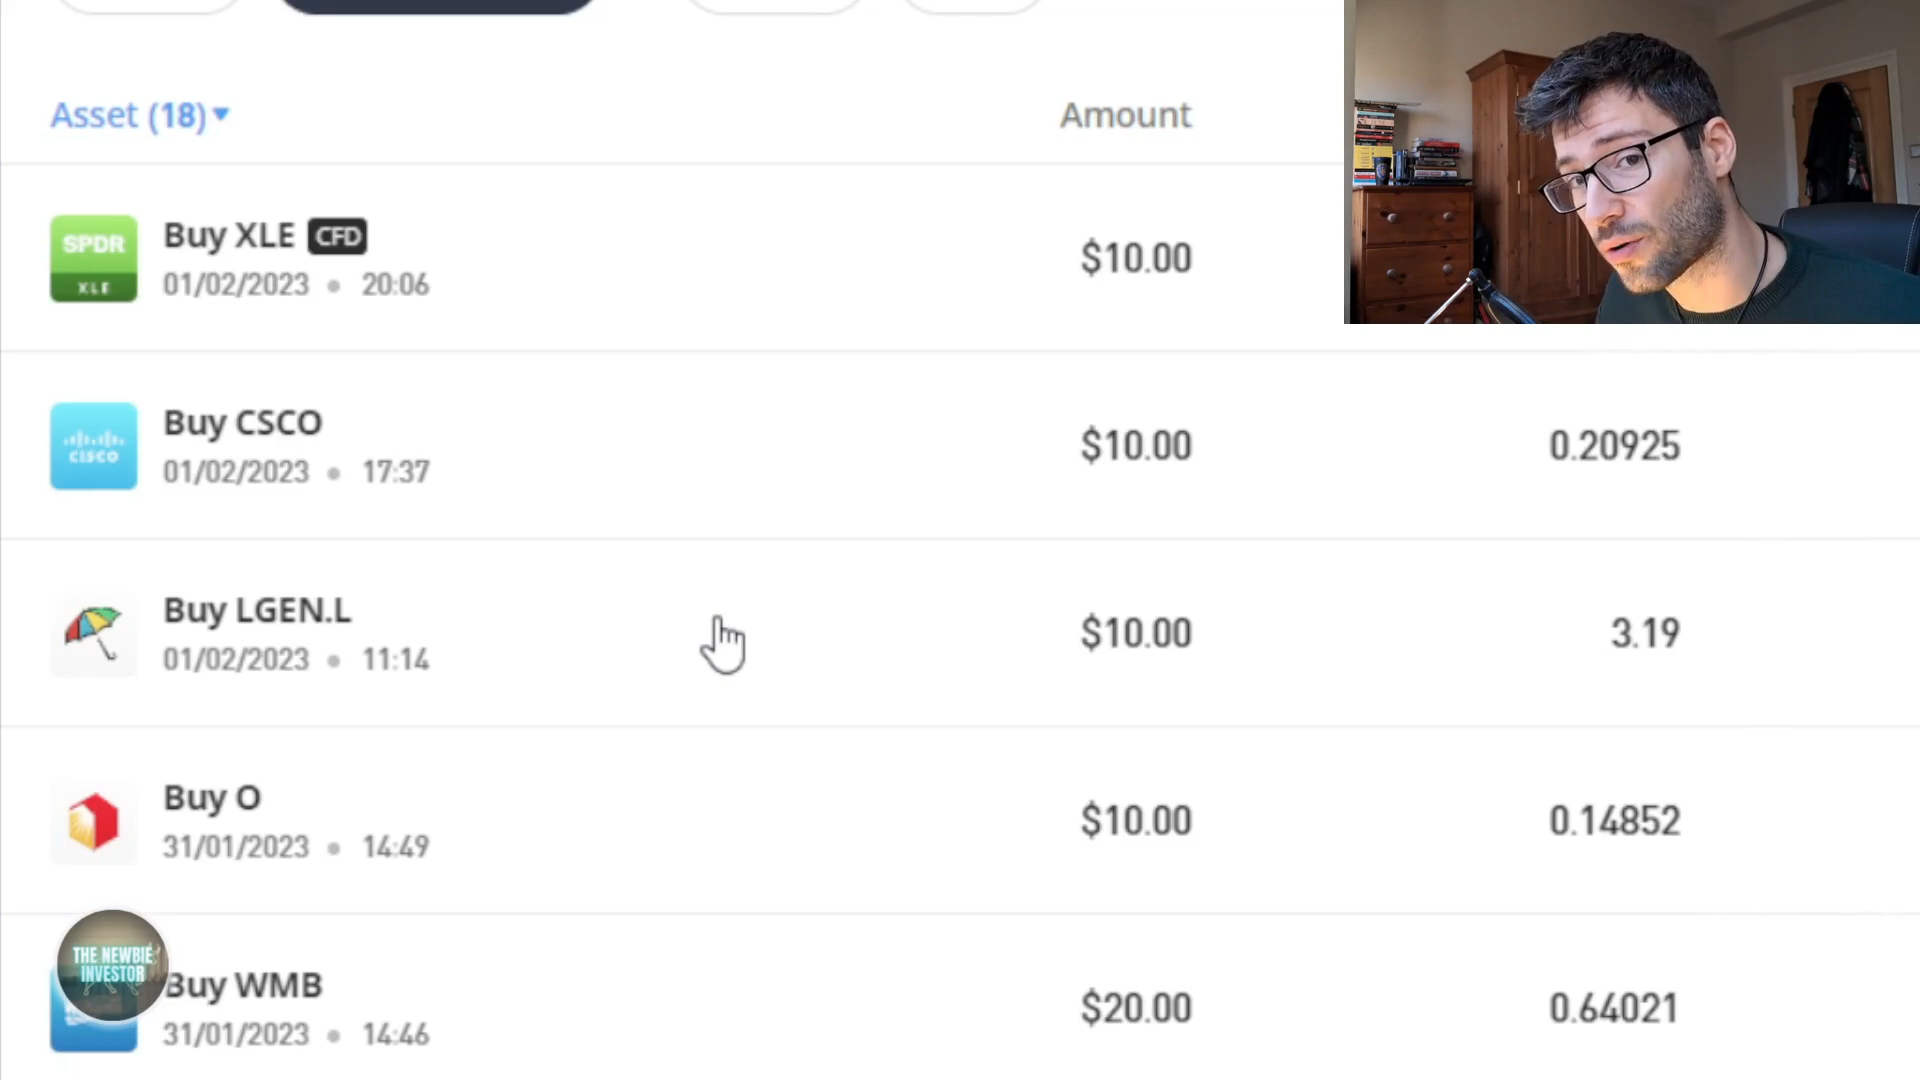 Asset (18)
Amount
SPDR
XLE
Buy XLE CFD
01/02/2023 • 20:06
$10.00
cisco
Buy CSCO
01/02/2023 • 17:37
$10.00
0.20925
Buy LGEN.L
01/02/2023 • 11:14
$10.00
3.19
Buy O
31/01/2023 • 14:49
$10.00
0.14852
THE NEWBIE
INVESTOR
Buy WMB
31/01/2023 • 14:46
$20.00
0.64021